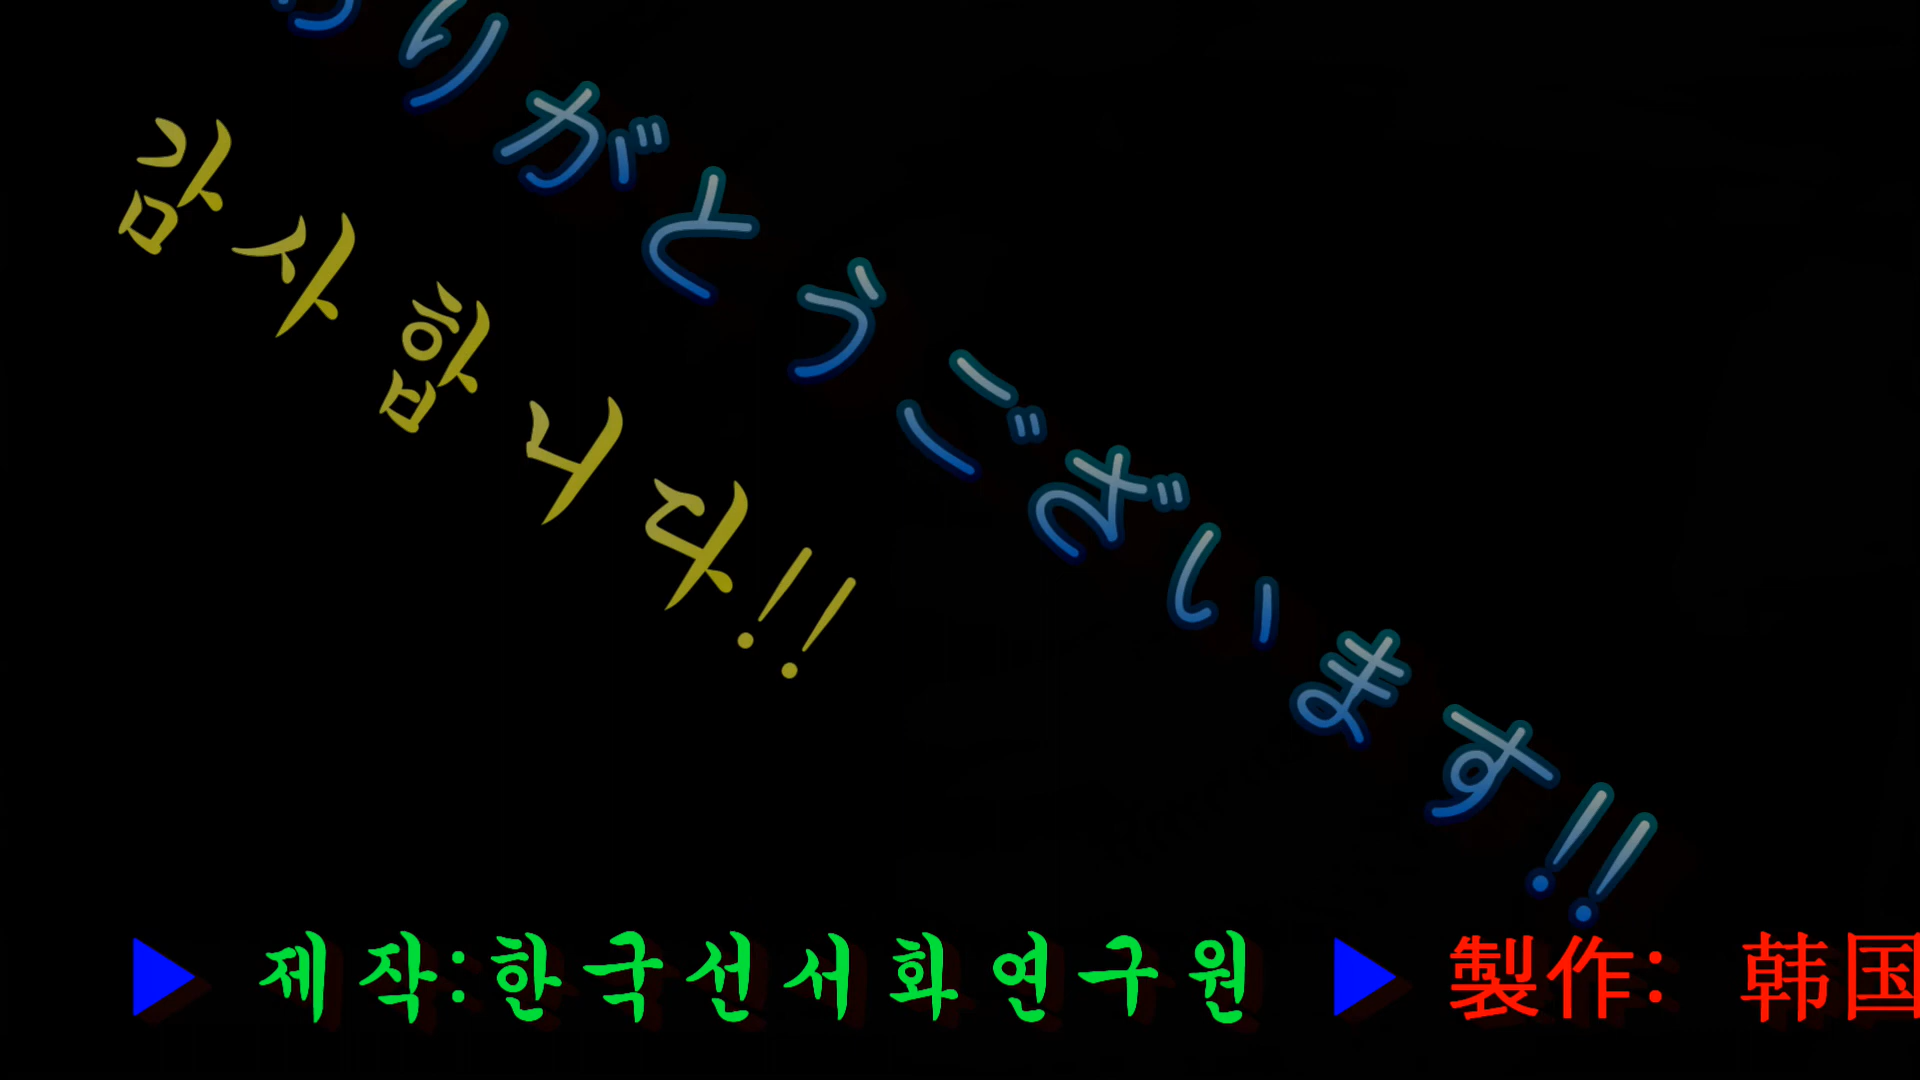 りがとうございます!!
감사합니다!!
▶ 제작:한국선서화연구원 ▶ 製作: 韩国